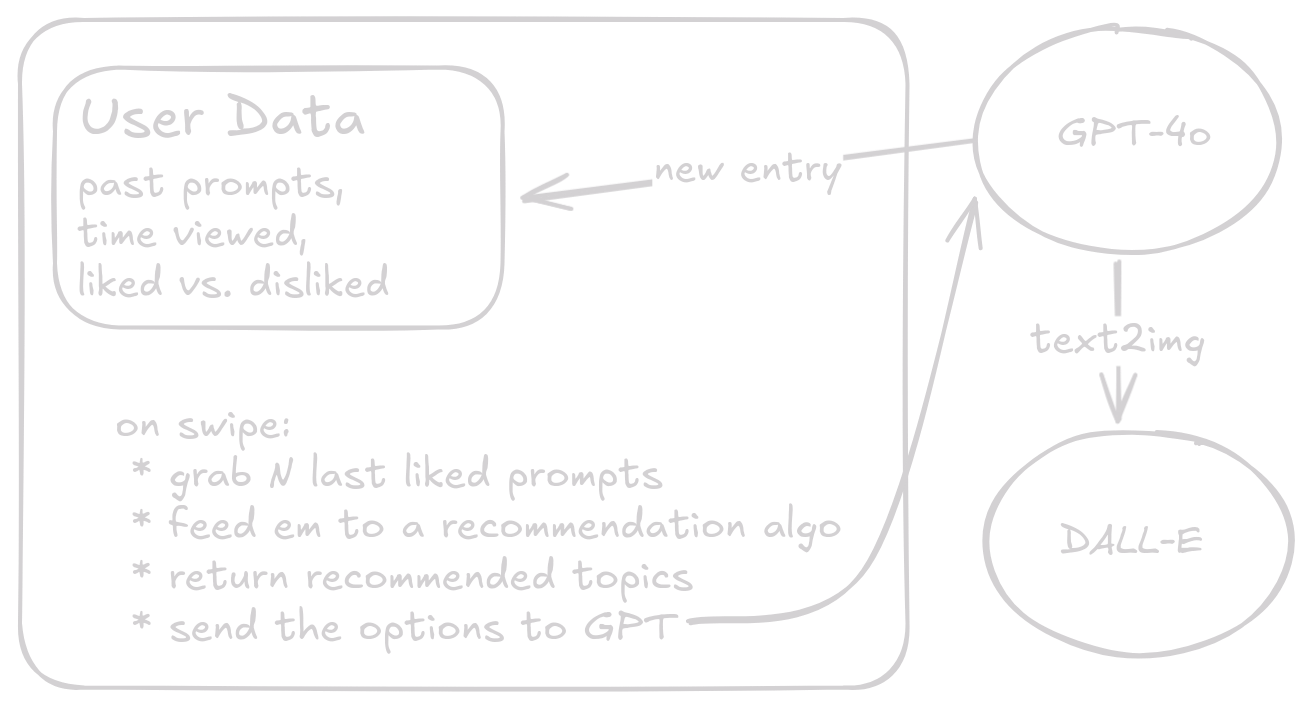 User Data
past prompts,
time viewed,
liked vs. disliked
new entry
GPT-4o
text2img
DALL-E
on swipe:
* grab N last liked prompts
* feed em to a recommendation algo
* return recommended topics
* send the options to GPT